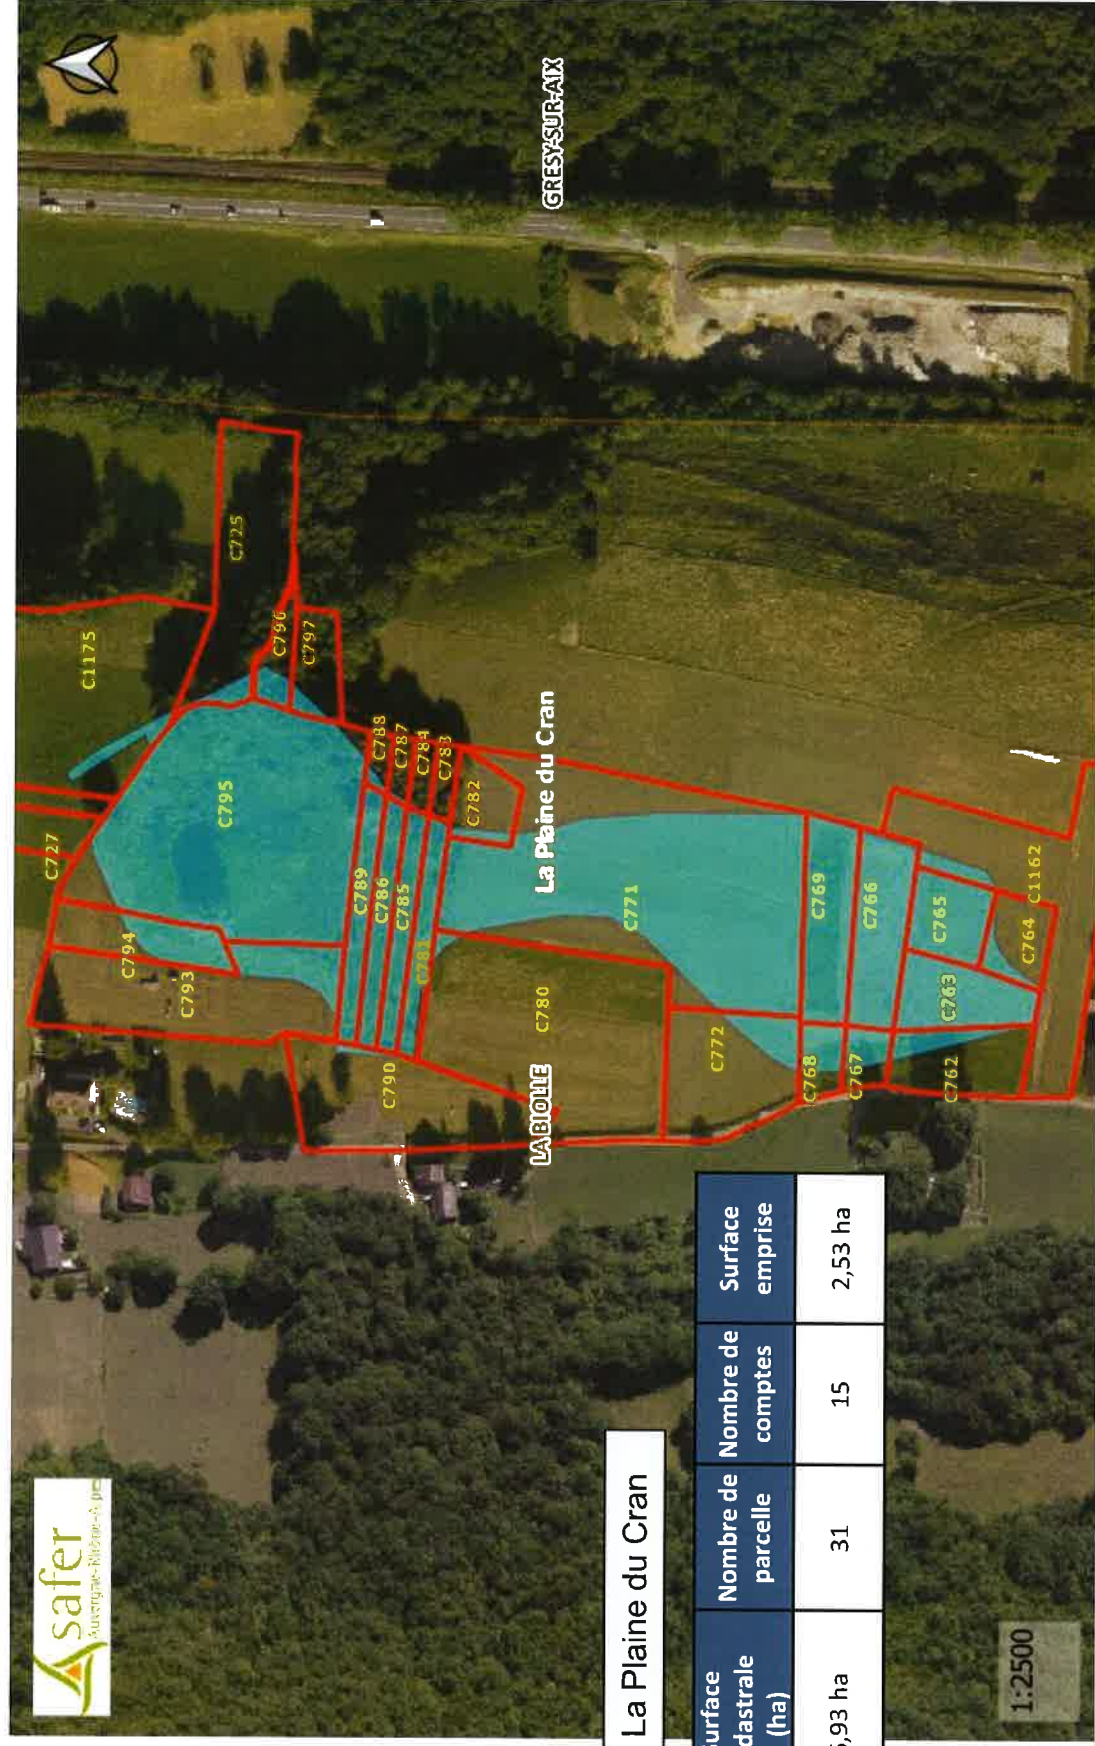 safer
Auvergne-Rhône-Alpes
GRESY-SUR-AIX
LA BIOLLE
La Plaine du Cran
C1175
C727
C725
C795
C796
C797
C794
C793
C788
C787
C784
C783
C782
C789
C786
C785
C781
C790
C780
C771
C772
C769
C768
C766
C767
C765
C763
C762
C764
C1162
La Plaine du Cran
Nombre de parcelle
Nombre de comptes
Surface emprise
(ha)
,93 ha
31
15
2,53 ha
1:2500